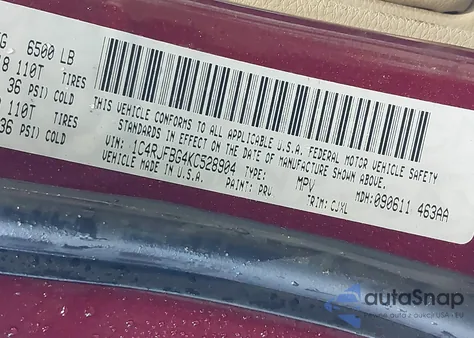 KG 6500 LB
8 110T TIRES
36 PSI) COLD
110T TIRES
36 PSI) COLD
THIS VEHICLE CONFORMS TO ALL APPLICABLE U.S.A. FEDERAL MOTOR VEHICLE SAFETY
STANDARDS IN EFFECT ON THE DATE OF MANUFACTURE SHOWN ABOVE.
VIN: 1C4RJFBG4KC528904 MPV
VEHICLE MADE IN U.S.A. PAINT: PRV TRIM: CJXL MDH: 090611 463AA
autoSnap